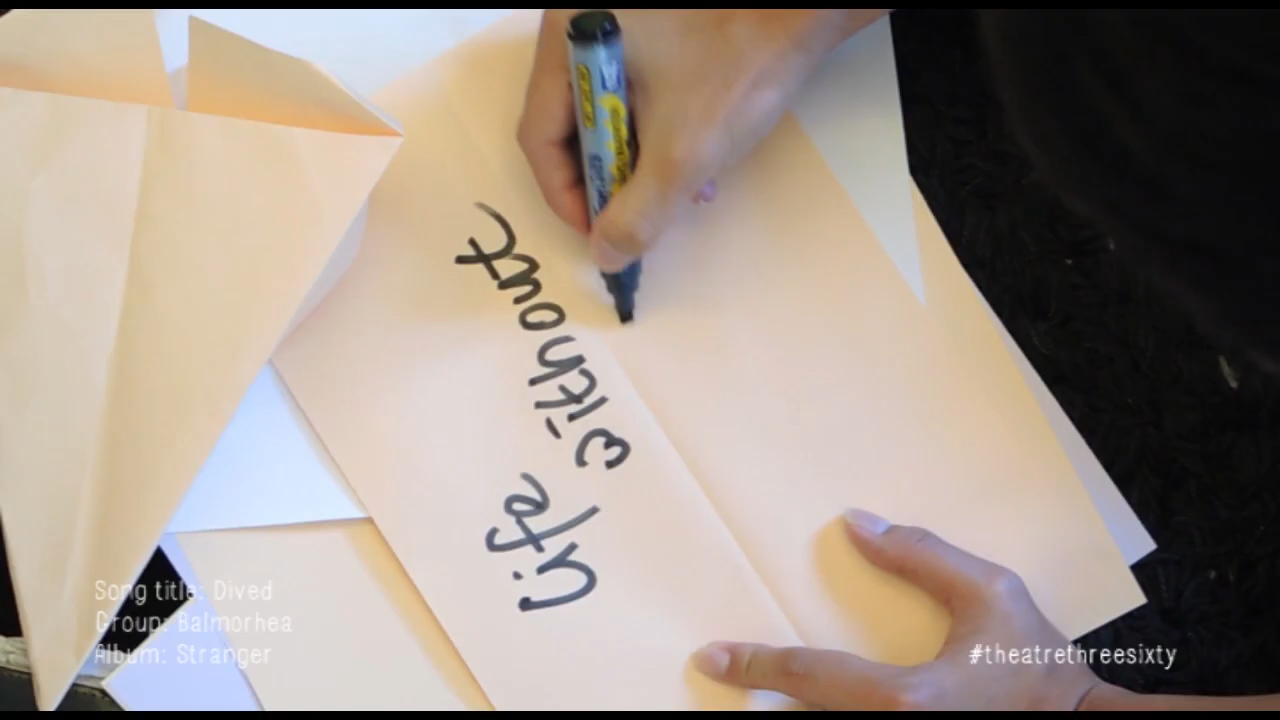 Life
without
Song title: Dived
Group: Balmorhea
Album: Stranger
#theatrethreesixty